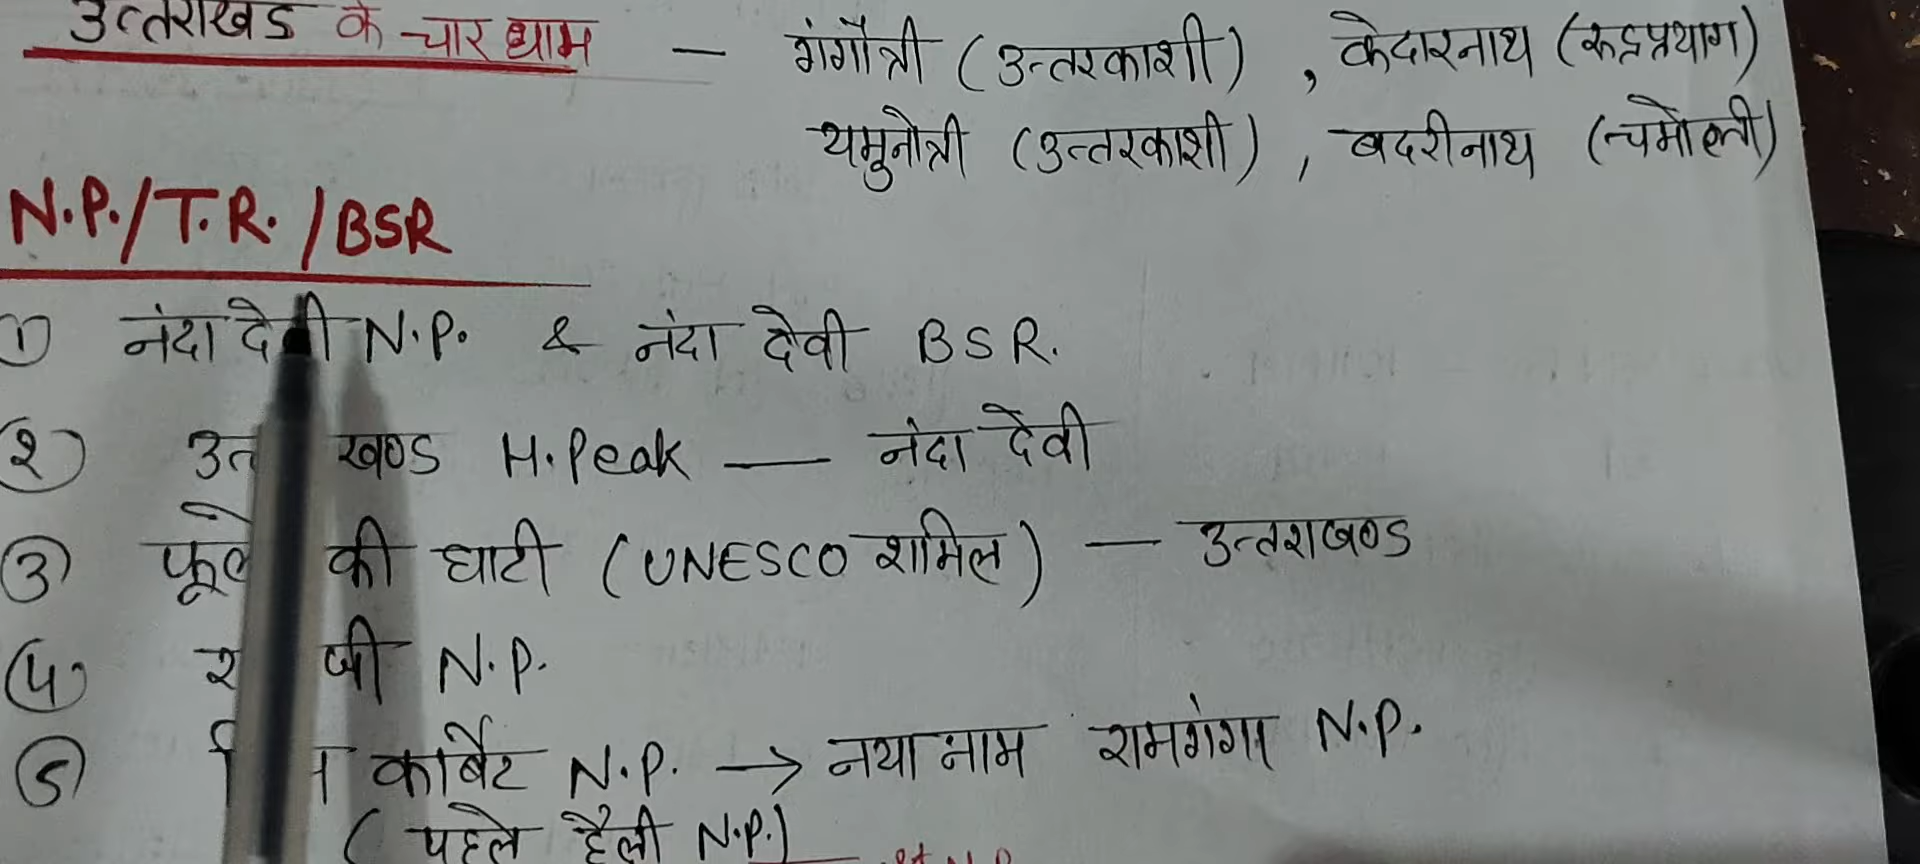 उत्तराखंड के चार धाम — गंगौत्री (उत्तरकाशी) , केदारनाथ (रूद्रप्रयाग)
यमुनोत्री (उत्तरकाशी) , बदरीनाथ (चमोली)
N.P./T.R./BSR
① नंदा देवी N.P. & नंदा देवी BSR.
② खण्ड H.Peak — नंदा देवी
③ की घाटी (UNESCO शामिल) — उत्तराखण्ड
④ जी N.P.
⑤ कार्बेट N.P. → नया नाम रामगंगा N.P.
(पहले हैली N.P.)